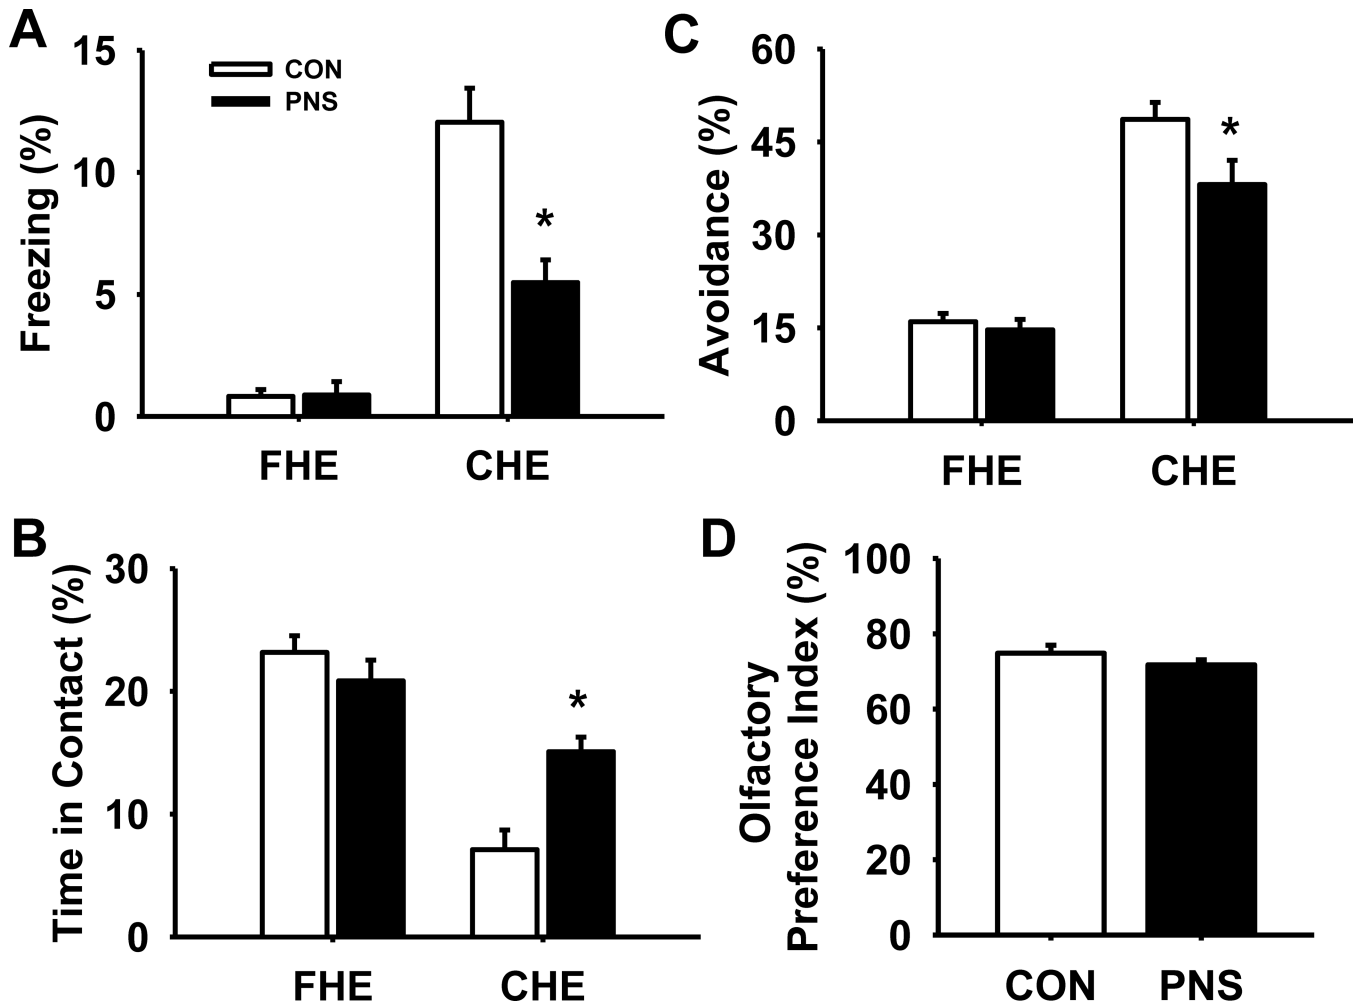 A
Freezing (%)
15
10
5
0
CON
PNS
*
FHE CHE
C
Avoidance (%)
60
45
30
15
0
*
FHE CHE
B
Time in Contact (%)
30
20
10
0
*
FHE CHE
D
Olfactory
Preference Index (%)
100
80
60
40
20
0
CON PNS